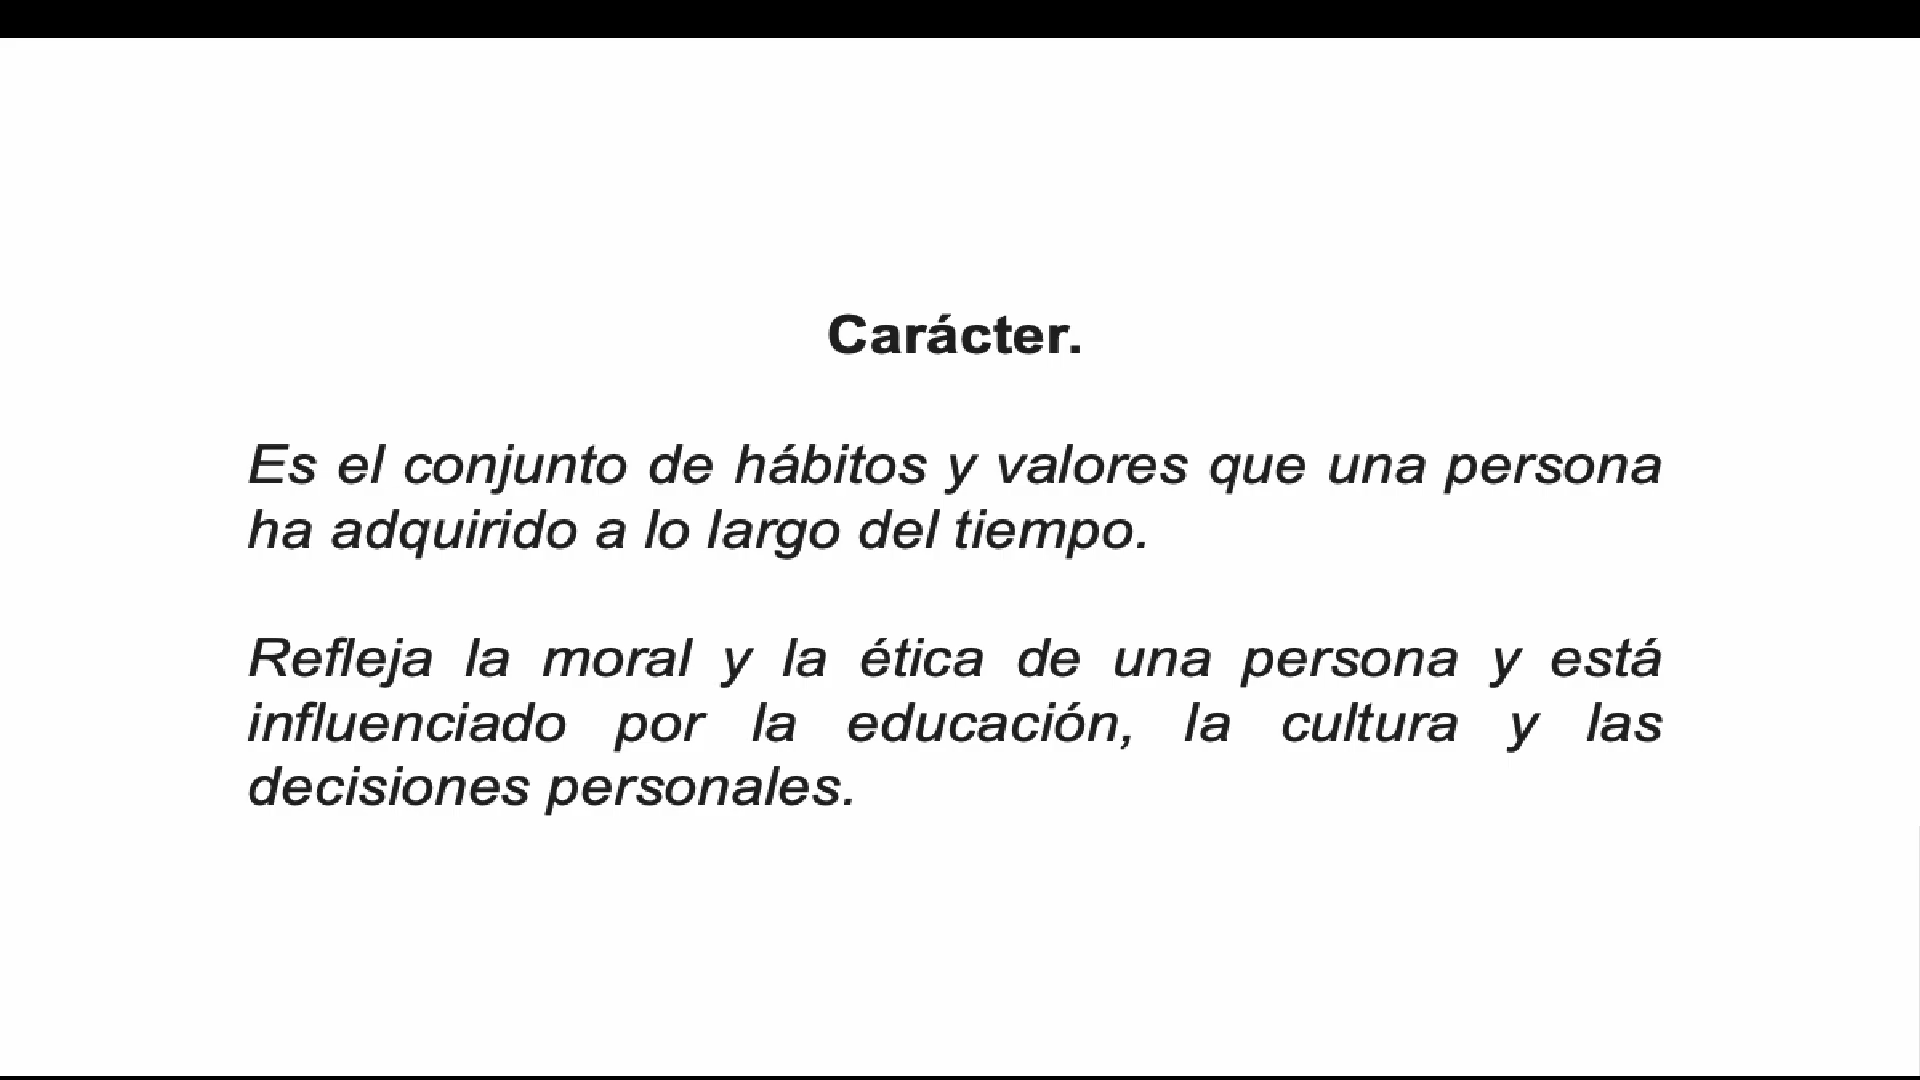 Carácter.
Es el conjunto de hábitos y valores que una persona
ha adquirido a lo largo del tiempo.
Refleja la moral y la ética de una persona y está
influenciado por la educación, la cultura y las
decisiones personales.